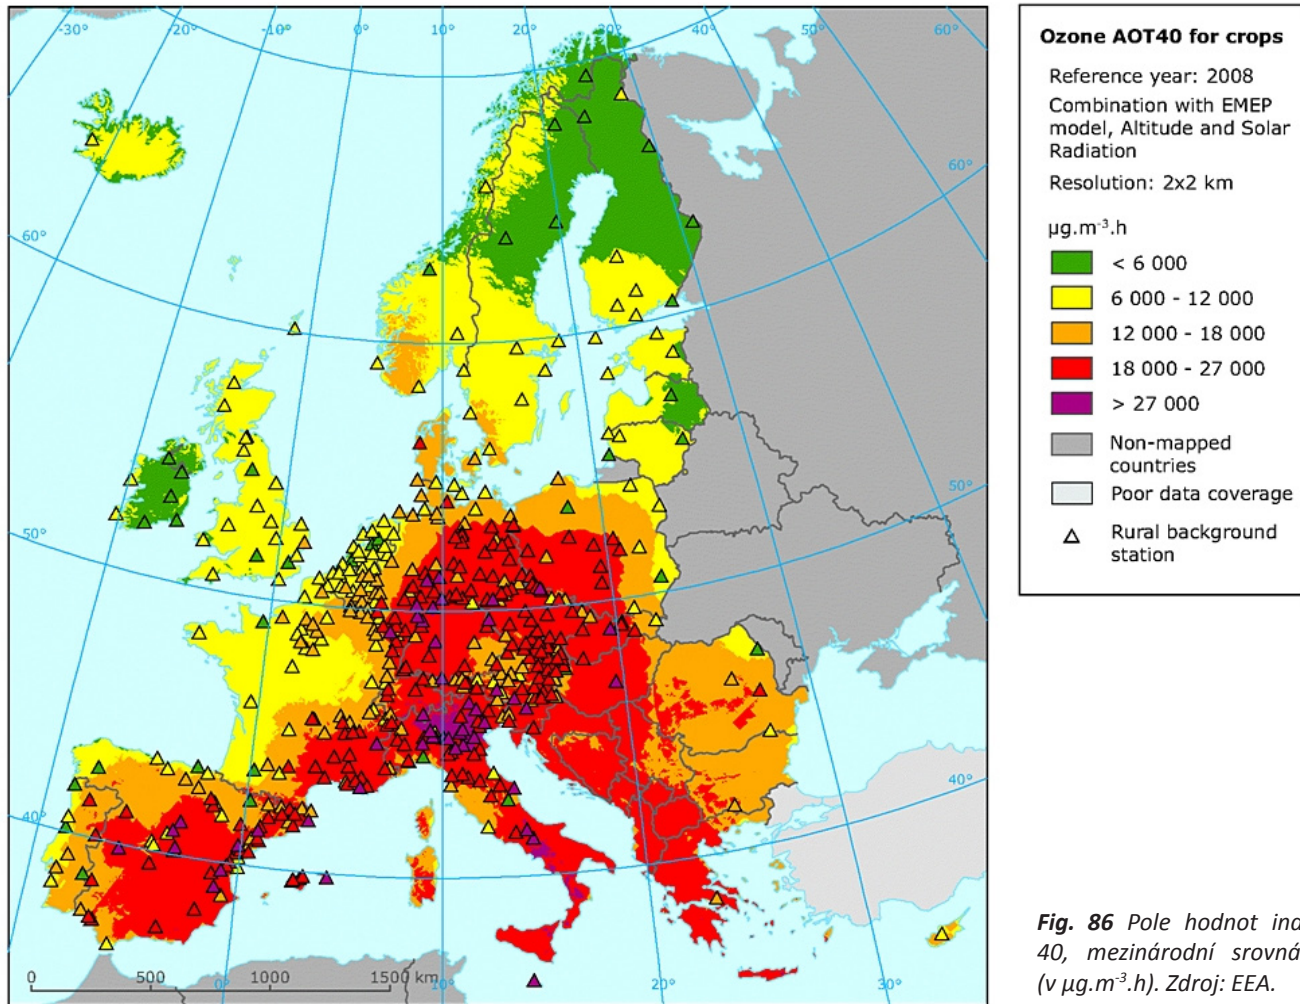 -30° -20° -10° 0° 10° 20° 30° 40° 50° 60°
60°
60°
50°
50°
40°
40°
0 500 1000 1500 km
0° 10° 20° 30°
Ozone AOT40 for crops
Reference year: 2008
Combination with EMEP
model, Altitude and Solar
Radiation
Resolution: 2x2 km
µg.m⁻³.h
< 6 000
6 000 - 12 000
12 000 - 18 000
18 000 - 27 000
> 27 000
Non-mapped
countries
Poor data coverage
Rural background
station
Fig. 86 Pole hodnot ind
40, mezinárodní srovná
(v µg.m⁻³.h). Zdroj: EEA.